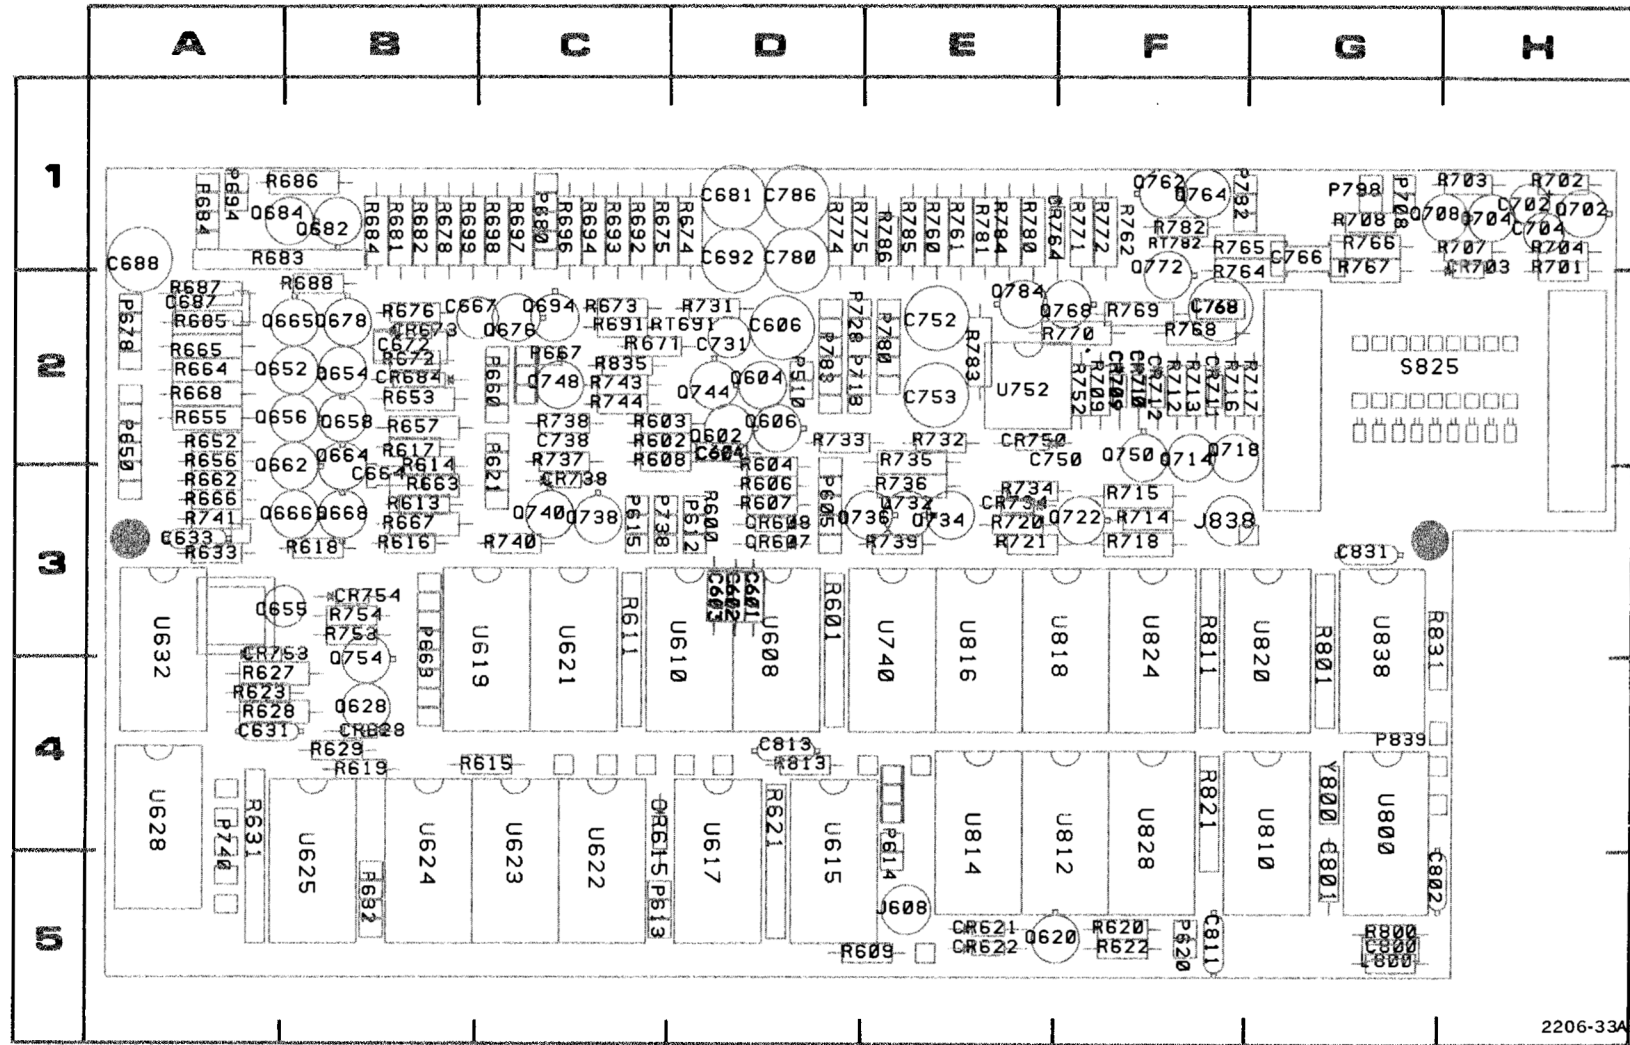 A B C D E F G H
1
R686 Q762 Q764 P798 R703 R702
P684 P694 Q684 Q682 C681 C786 P782 P708 C702 Q702
R684 R681 R682 R678 R699 R698 R697 P680 R696 R694 R693 R692 R675 R674
R774 R775 R786 R785 R760 R761 R781 R784 R780 CR764 R771 R772 R762
R782 R708 Q708 Q704 C704
RT782 R765 R766 R707 R704
C688 R683 C692 C780 Q772 R764 C766 R767 CR703 R701
2
R687 R688
C687 R676 C667 Q694 R673 R731 Q784
P678 R685 Q665 Q678 CR673 Q676 R691 RT691 C606 P728 P780 C752 Q768 R769 C768
C672 R770 R768
R665 R672 R667 R671 C731 R783
R664 Q652 Q654 CR684 P660 R835 Q604 P783 P718 S825
R668 R653 Q748 R743 Q744 P510 C753 U752
R744
R752 R709 CR709 CR710 CR712 R712 R713 CR711 R716 R717
R655 Q656 Q658 R657 R738 R603 Q606
P650 R652 R617 C738 R602 Q602 R733 R732 CR750
R656 Q662 Q664 R614 P621 R737 R608 C604 R604 R735 C750 Q750 Q714 Q718
R662 C664 R663 CR738 R606 R736 R734
R666 R613 R607 P605 Q732 CR734 R715
R741 Q666 Q668 R667 Q740 Q738 P615 P738 P612 R600 CR608 Q736 Q734 R720 Q722 R714 J838
C633 R618 R616 R740 CR607 R739 R721 R718
R633 C831
3
C603 C602 C601
Q655 CR754
R754
R753
U632 P663 U619 U621 R611 U610 U608 R601 U740 U816 U818 U824 R811 U820 R801 U838 R831
CR753 Q754
R627
R623
R628 Q628
C631 CR828
4
R629 C813 P839
R619 R615 R813
U628 P740 R631 U625 P682 U624 U623 U622 CR615 P613 U617 R621 U615 P614 U814 U812 U828 R821 U810 Y800 C801 U800 C802
5
J608
CR621 Q620 R620 P620 C811 R800
R609 CR622 R622 C800
2206-33A